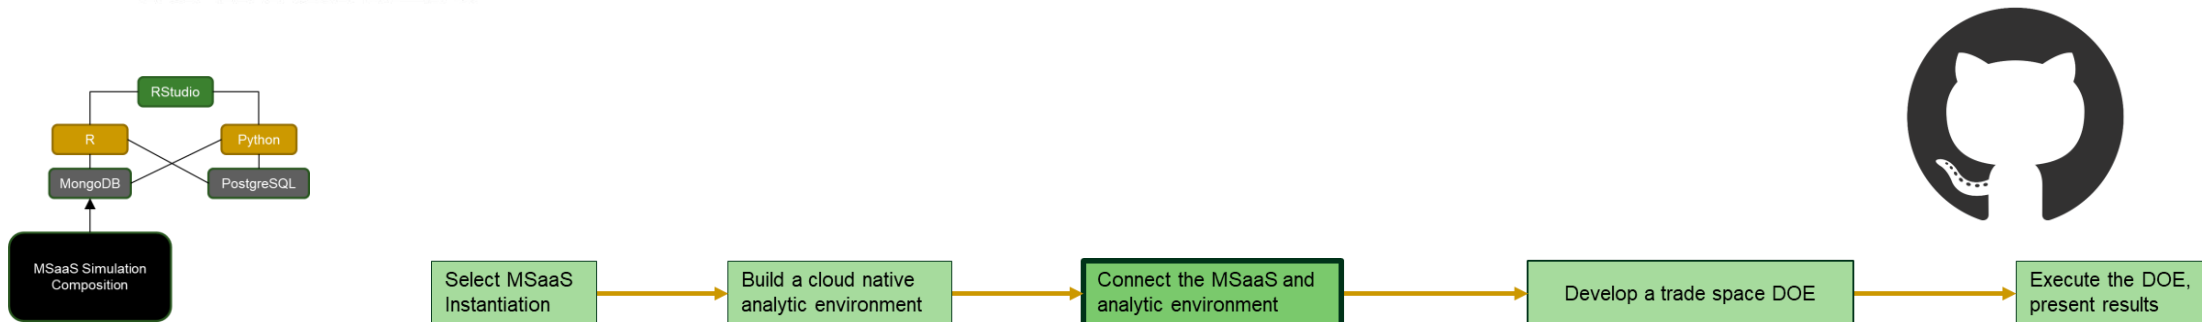 RStudio
R
Python
MongoDB
PostgreSQL
MSaaS Simulation
Composition
Select MSaaS
Instantiation
Build a cloud native
analytic environment
Connect the MSaaS and
analytic environment
Develop a trade space DOE
Execute the DOE,
present results